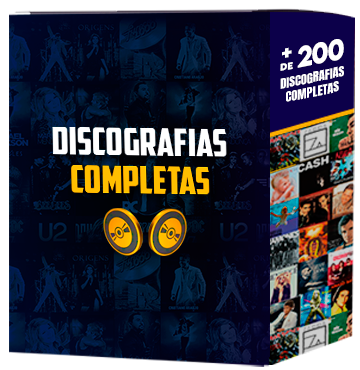 DISCOGRAFIAS
COMPLETAS
+ DE 200
DISCOGRAFIAS
COMPLETAS
U2
CASH